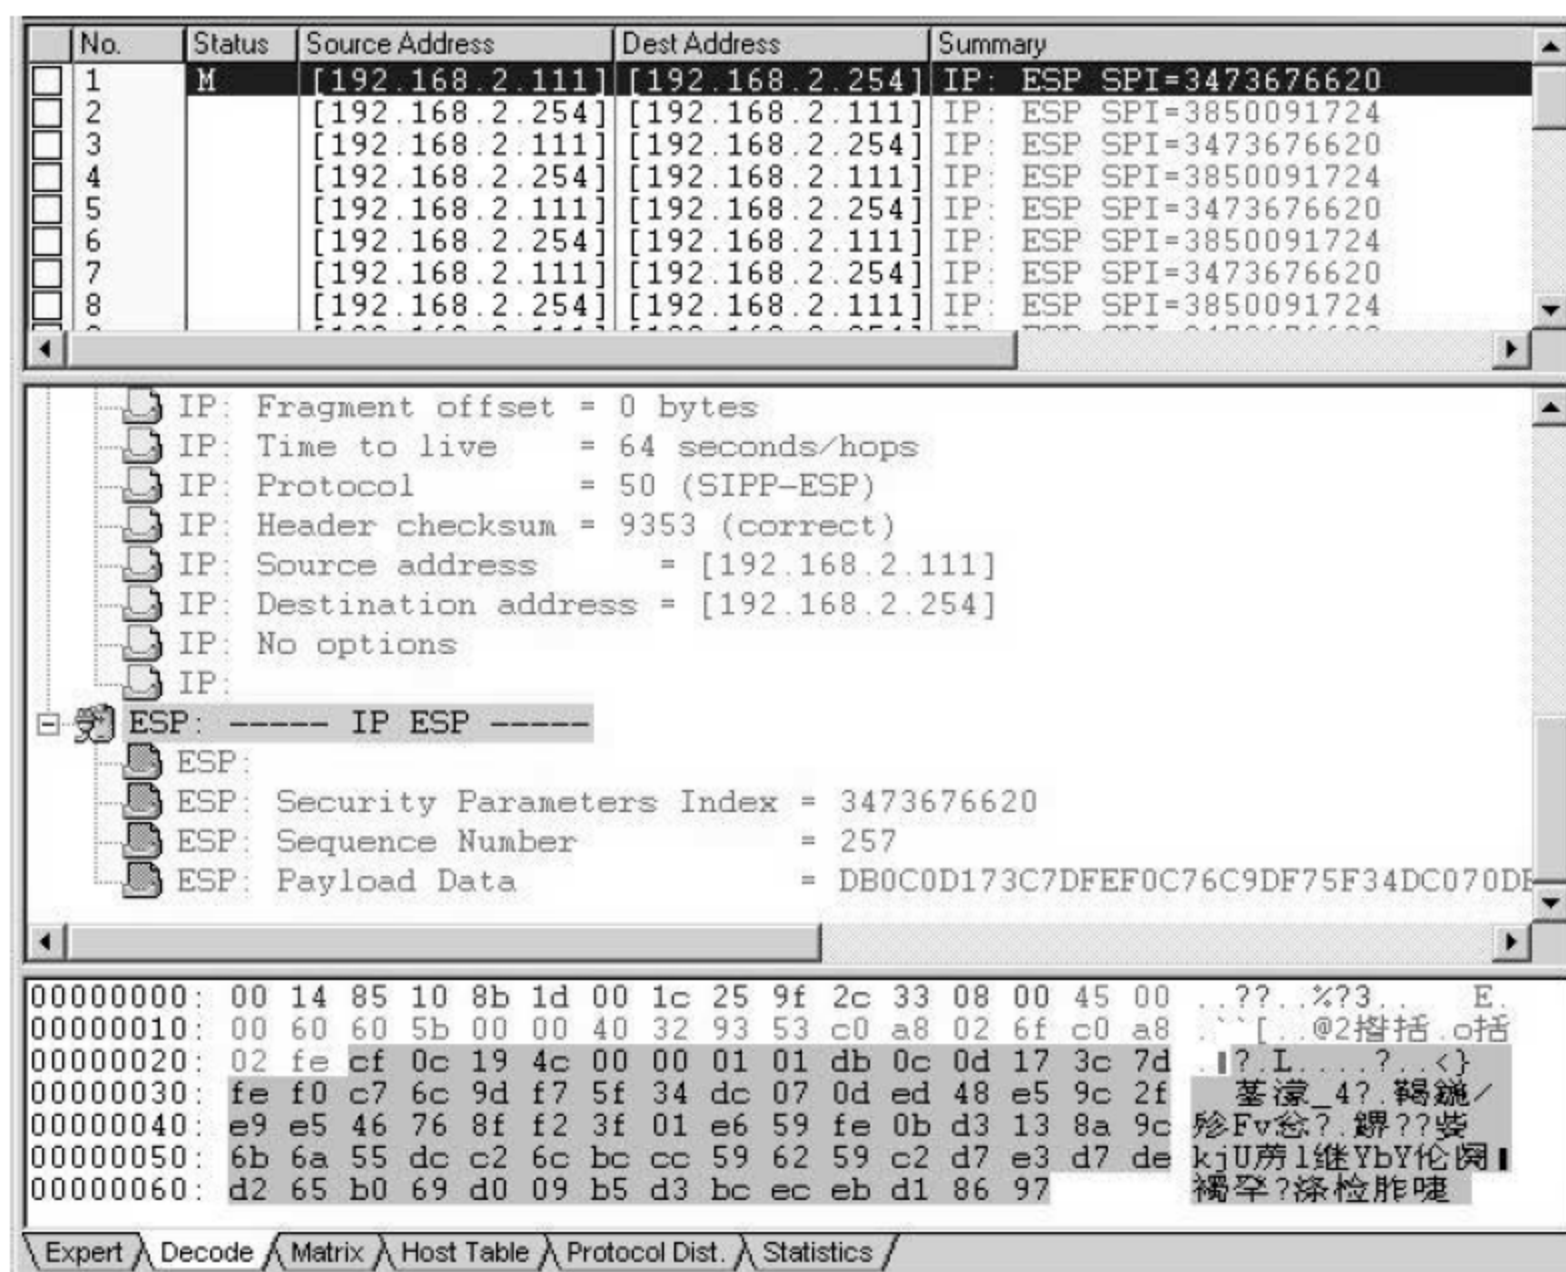 No. Status Source Address Dest Address Summary
1 M [192.168.2.111] [192.168.2.254] IP: ESP SPI=3473676620
2 [192.168.2.254] [192.168.2.111] IP: ESP SPI=3850091724
3 [192.168.2.111] [192.168.2.254] IP: ESP SPI=3473676620
4 [192.168.2.254] [192.168.2.111] IP: ESP SPI=3850091724
5 [192.168.2.111] [192.168.2.254] IP: ESP SPI=3473676620
6 [192.168.2.254] [192.168.2.111] IP: ESP SPI=3850091724
7 [192.168.2.111] [192.168.2.254] IP: ESP SPI=3473676620
8 [192.168.2.254] [192.168.2.111] IP: ESP SPI=3850091724
IP: Fragment offset = 0 bytes
IP: Time to live = 64 seconds/hops
IP: Protocol = 50 (SIPP-ESP)
IP: Header checksum = 9353 (correct)
IP: Source address = [192.168.2.111]
IP: Destination address = [192.168.2.254]
IP: No options
IP:
ESP: ----- IP ESP -----
ESP:
ESP: Security Parameters Index = 3473676620
ESP: Sequence Number = 257
ESP: Payload Data = DB0C0D173C7DFEF0C76C9DF75F34DC070DE
00000000: 00 14 85 10 8b 1d 00 1c 25 9f 2c 33 08 00 45 00 ..??..%?3... E.
00000010: 00 60 60 5b 00 00 40 32 93 53 c0 a8 02 6f c0 a8 .``[..@2
00000020: 02 fe cf 0c 19 4c 00 00 01 01 db 0c 0d 17 3c 7d ?.L....?..<}
00000030: fe f0 c7 6c 9d f7 5f 34 dc 07 0d ed 48 e5 9c 2f _4?.
00000040: e9 e5 46 76 8f f2 3f 01 e6 59 fe 0b d3 13 8a 9c
00000050: 6b 6a 55 dc c2 6c bc cc 59 62 59 c2 d7 e3 d7 de
00000060: d2 65 b0 69 d0 09 b5 d3 bc ec eb d1 86 97
Expert Decode Matrix Host Table Protocol Dist. Statistics